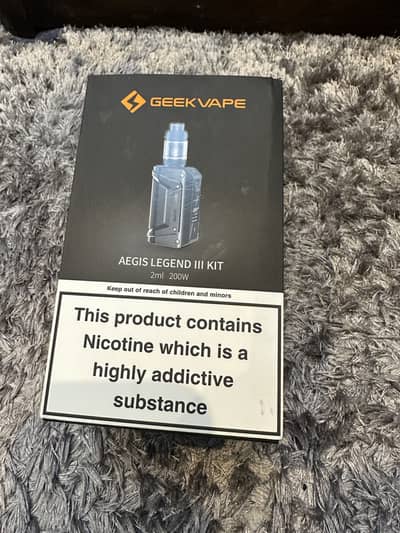 GEEKVAPE
AEGIS LEGEND III KIT
2ml 200W
Keep out of reach of children and minors
This product contains
Nicotine which is a
highly addictive
substance